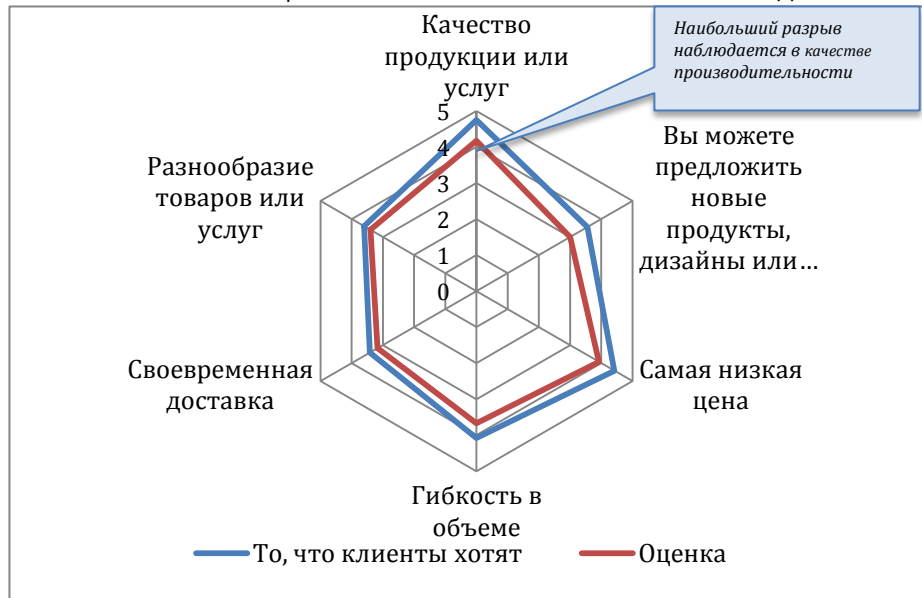 Качество
продукции или
услуг
Наибольший разрыв
наблюдается в качестве
производительности
5
4
3
2
1
0
Вы можете
предложить
новые
продукты,
дизайны или…
Самая низкая
цена
Гибкость в
объеме
Своевременная
доставка
Разнообразие
товаров или
услуг
То, что клиенты хотят
Оценка